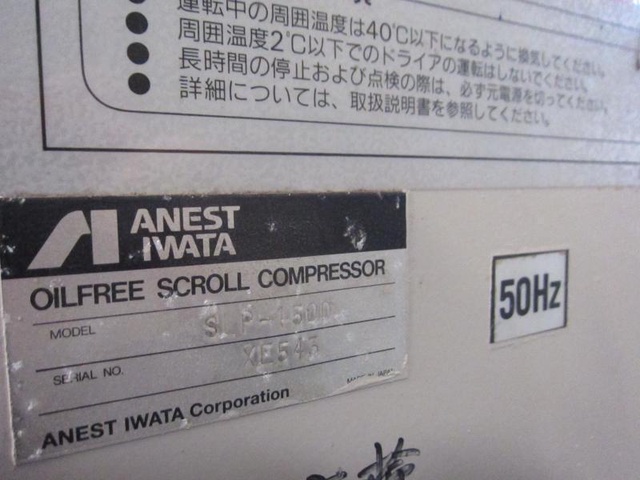 運転中の周囲温度は40℃以下になるように換気してください。
周囲温度2℃以下でのドライアの運転はしないでください。
長時間の停止および点検の際は、必ず元電源を切ってください。
詳細については、取扱説明書を参照してください。
ANEST
IWATA
OILFREE SCROLL COMPRESSOR
MODEL SLP-150D
SERIAL NO. XE543
MADE IN JAPAN
ANEST IWATA Corporation
50Hz